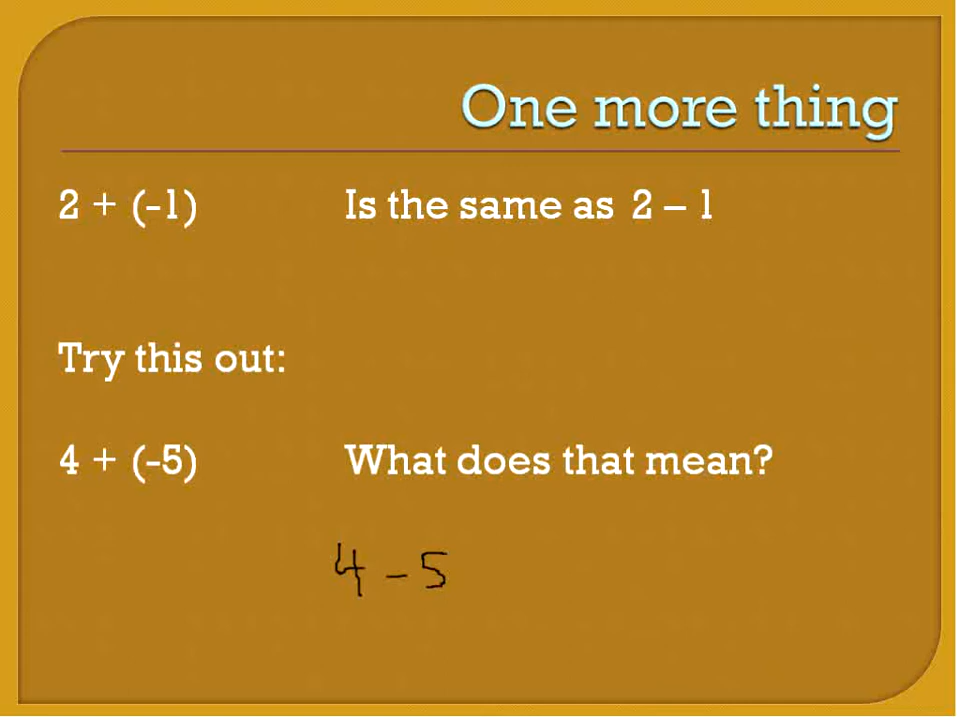 One more thing
2 + (-1) Is the same as 2 – 1
Try this out:
4 + (-5) What does that mean?
4 - 5